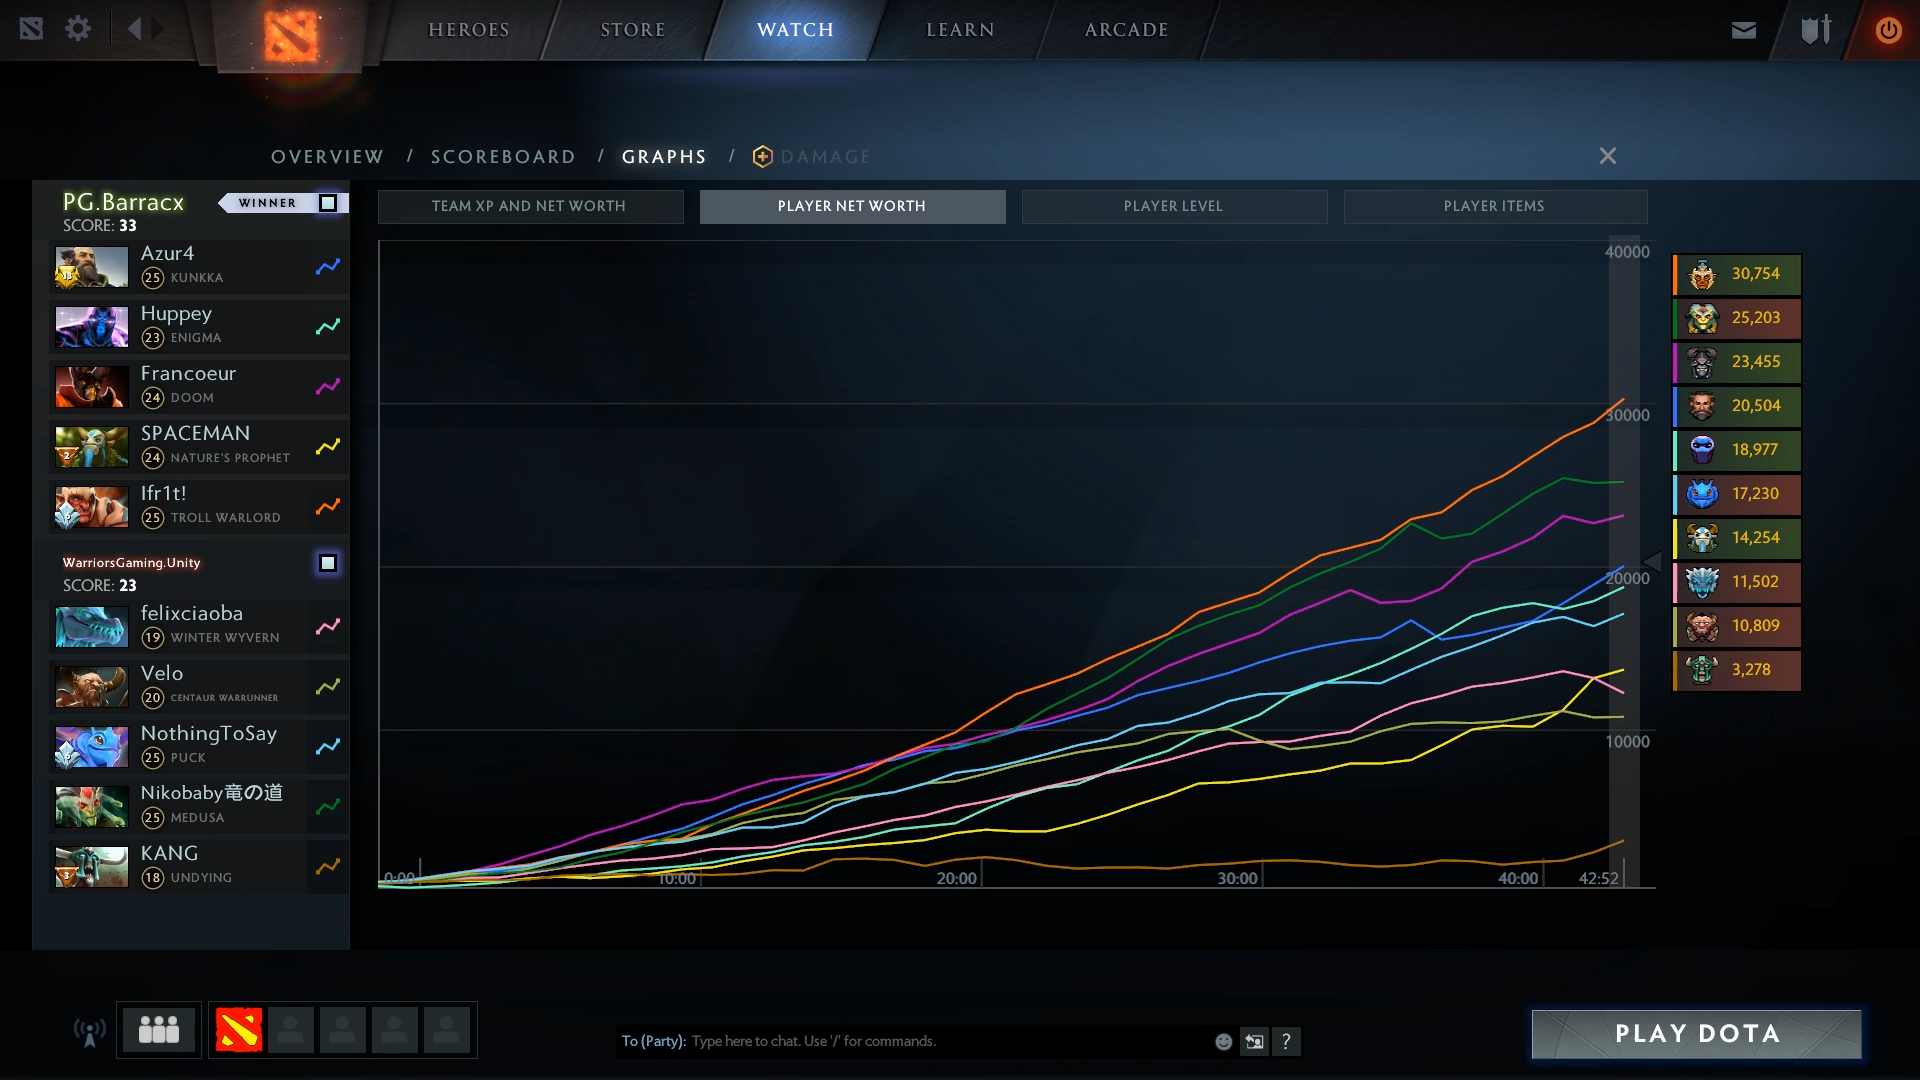 HEROES
STORE
WATCH
LEARN
ARCADE
OVERVIEW / SCOREBOARD / GRAPHS / DAMAGE
PG.Barracx
WINNER
SCORE: 33
13
Azur4
25 KUNKKA
Huppey
23 ENIGMA
Francoeur
24 DOOM
2
SPACEMAN
24 NATURE'S PROPHET
Ifr1t!
25 TROLL WARLORD
WarriorsGaming.Unity
SCORE: 23
felixciaoba
19 WINTER WYVERN
Velo
20 CENTAUR WARRUNNER
NothingToSay
25 PUCK
Nikobaby竜の道
25 MEDUSA
3
KANG
18 UNDYING
TEAM XP AND NET WORTH
PLAYER NET WORTH
PLAYER LEVEL
PLAYER ITEMS
40000
30000
20000
10000
0:00
10:00
20:00
30:00
40:00
42:52
30,754
25,203
23,455
20,504
18,977
17,230
14,254
11,502
10,809
3,278
To (Party): Type here to chat. Use '/' for commands.
?
PLAY DOTA